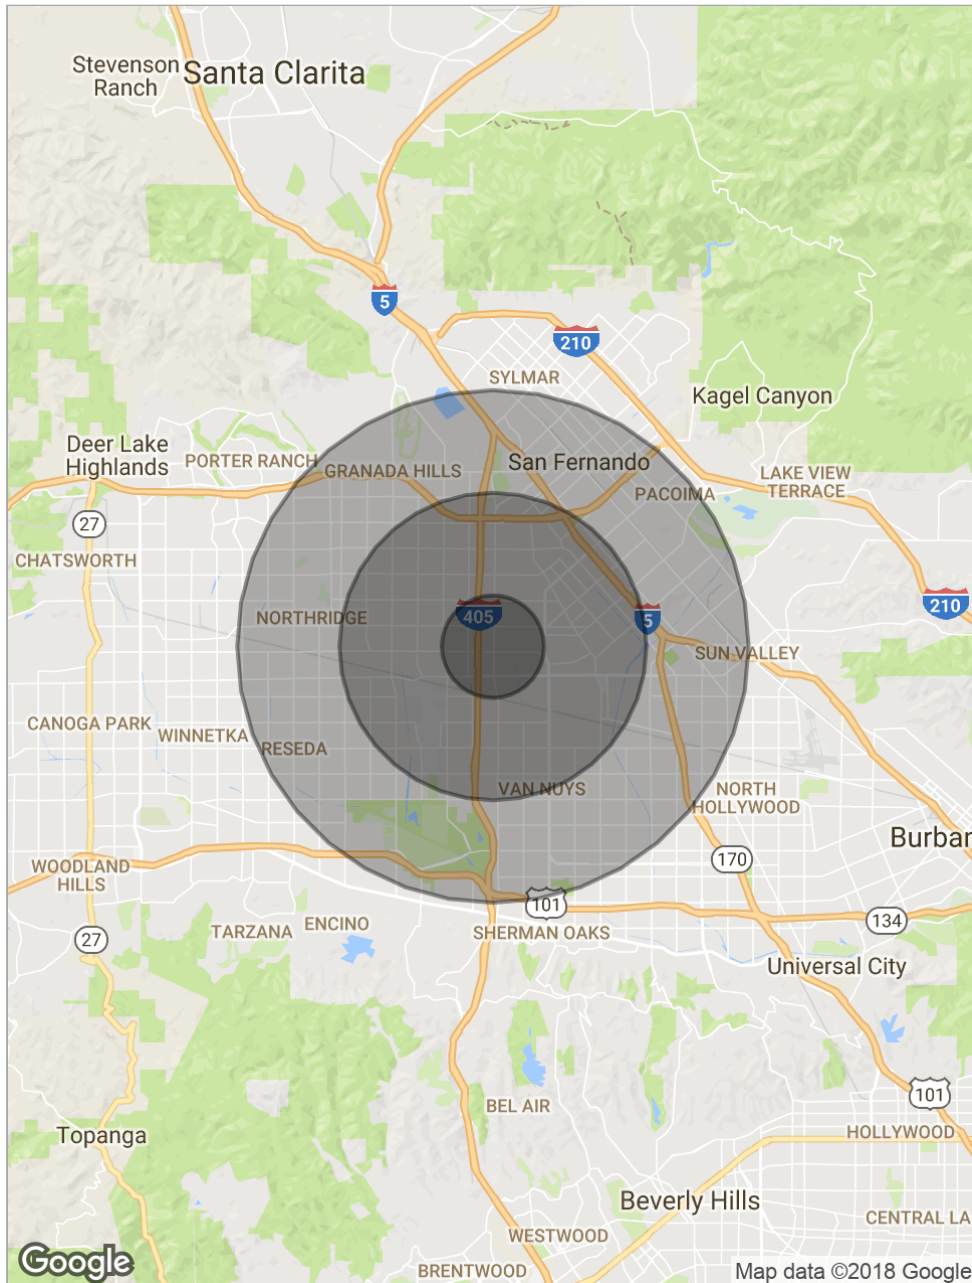 Stevenson
Ranch
Santa Clarita
5
210
SYLMAR
Kagel Canyon
Deer Lake
Highlands
PORTER RANCH
GRANADA HILLS
San Fernando
PACOIMA
LAKE VIEW
TERRACE
27
CHATSWORTH
NORTHRIDGE
405
5
210
SUN VALLEY
CANOGA PARK
WINNETKA
RESEDA
VAN NUYS
NORTH
HOLLYWOOD
Burban
170
WOODLAND
HILLS
101
134
27
TARZANA
ENCINO
SHERMAN OAKS
Universal City
101
BEL AIR
Topanga
HOLLYWOOD
Beverly Hills
CENTRAL LA
WESTWOOD
BRENTWOOD
Google
Map data ©2018 Google